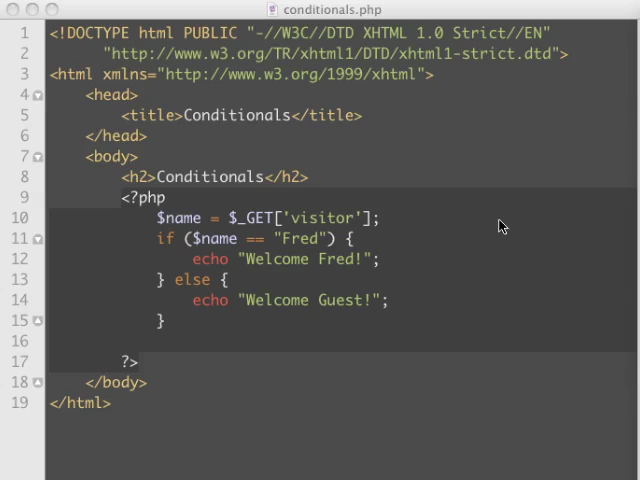 conditionals.php
1 <!DOCTYPE html PUBLIC "-//W3C//DTD XHTML 1.0 Strict//EN"
2 "http://www.w3.org/TR/xhtml1/DTD/xhtml1-strict.dtd">
3 <html xmlns="http://www.w3.org/1999/xhtml">
4 <head>
5 <title>Conditionals</title>
6 </head>
7 <body>
8 <h2>Conditionals</h2>
9 <?php
10 $name = $_GET['visitor'];
11 if ($name == "Fred") {
12 echo "Welcome Fred!";
13 } else {
14 echo "Welcome Guest!";
15 }
16
17 ?>
18 </body>
19 </html>